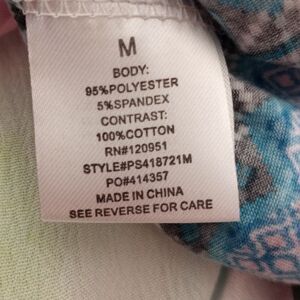 M
BODY:
95%POLYESTER
5%SPANDEX
CONTRAST:
100%COTTON
RN#120951
STYLE#PS418721M
PO#414357
MADE IN CHINA
SEE REVERSE FOR CARE